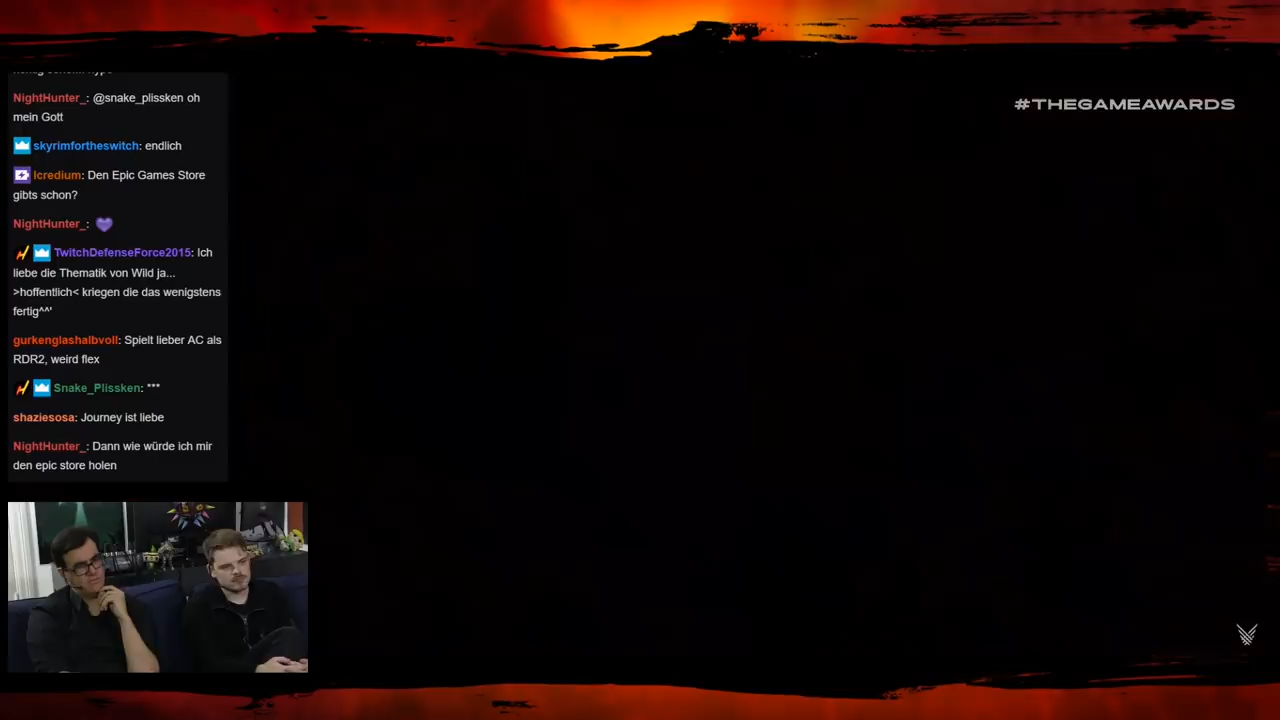 NightHunter_: @snake_plissken oh
mein Gott
#THEGAMEAWARDS
skyrimfortheswitch: endlich
Icredium: Den Epic Games Store
gibts schon?
NightHunter_:
TwitchDefenseForce2015: Ich
liebe die Thematik von Wild ja...
>hoffentlich< kriegen die das wenigstens
fertig^^'
gurkenglashalbvoll: Spielt lieber AC als
RDR2, weird flex
Snake_Plissken: ***
shaziesosa: Journey ist liebe
NightHunter_: Dann wie würde ich mir
den epic store holen